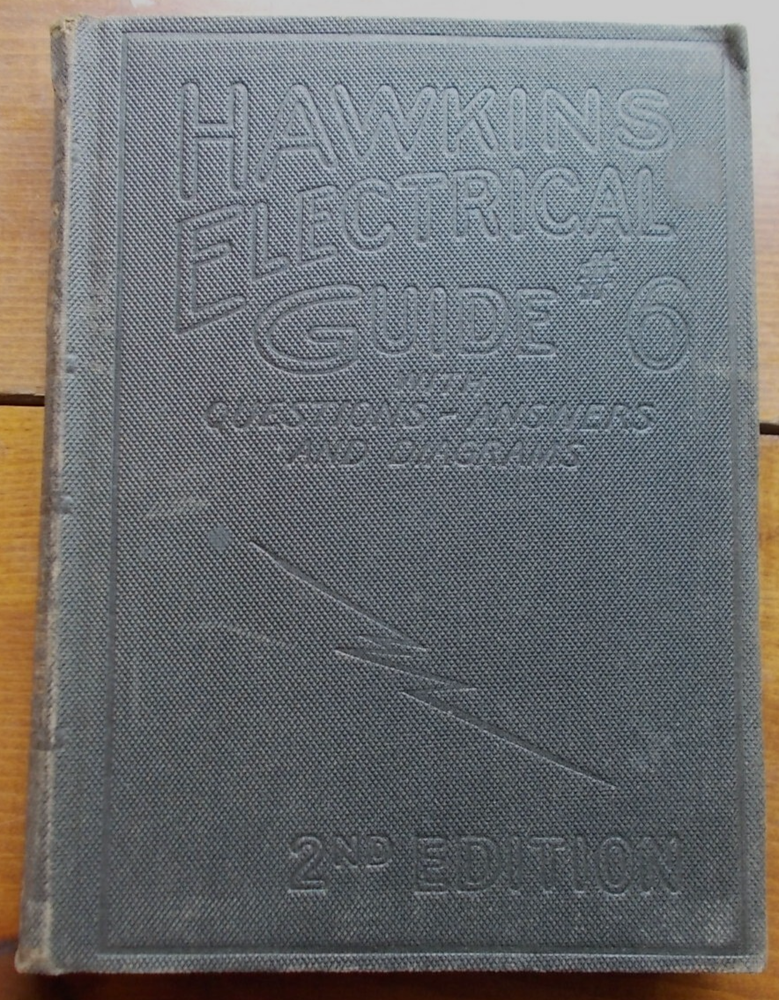 HAWKINS
ELECTRICAL
GUIDE # 6
WITH
QUESTIONS-ANSWERS
AND DIAGRAMS
2ND EDITION